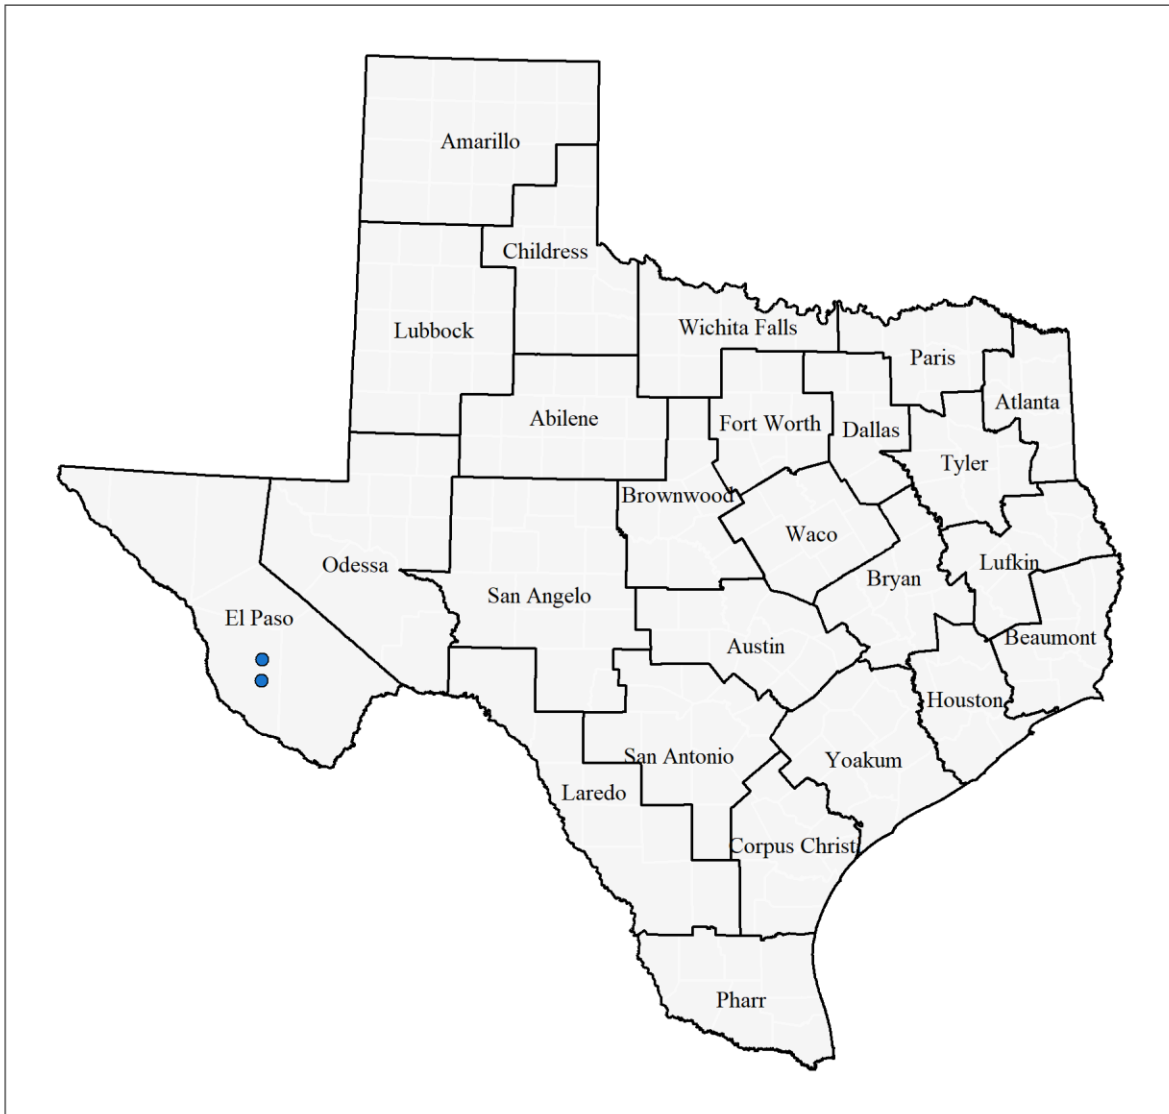 Amarillo
Childress
Lubbock
Wichita Falls
Paris
Atlanta
Abilene
Fort Worth
Dallas
Tyler
Brownwood
Waco
Odessa
San Angelo
Bryan
Lufkin
El Paso
Austin
Beaumont
Houston
San Antonio
Yoakum
Laredo
Corpus Christ
Pharr